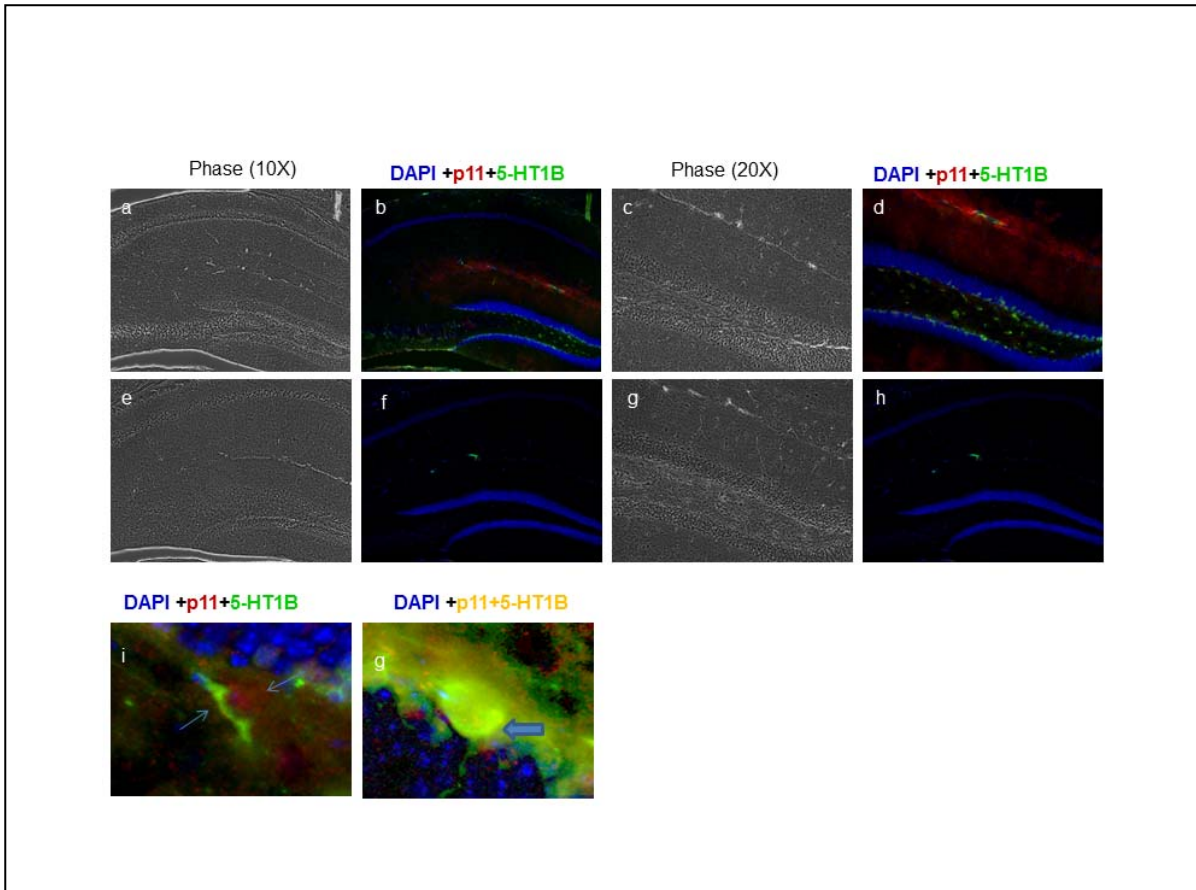 Phase (10X)
DAPI +p11+5-HT1B
Phase (20X)
DAPI +p11+5-HT1B
a
b
c
d
e
f
g
h
DAPI +p11+5-HT1B
DAPI +p11+5-HT1B
i
g